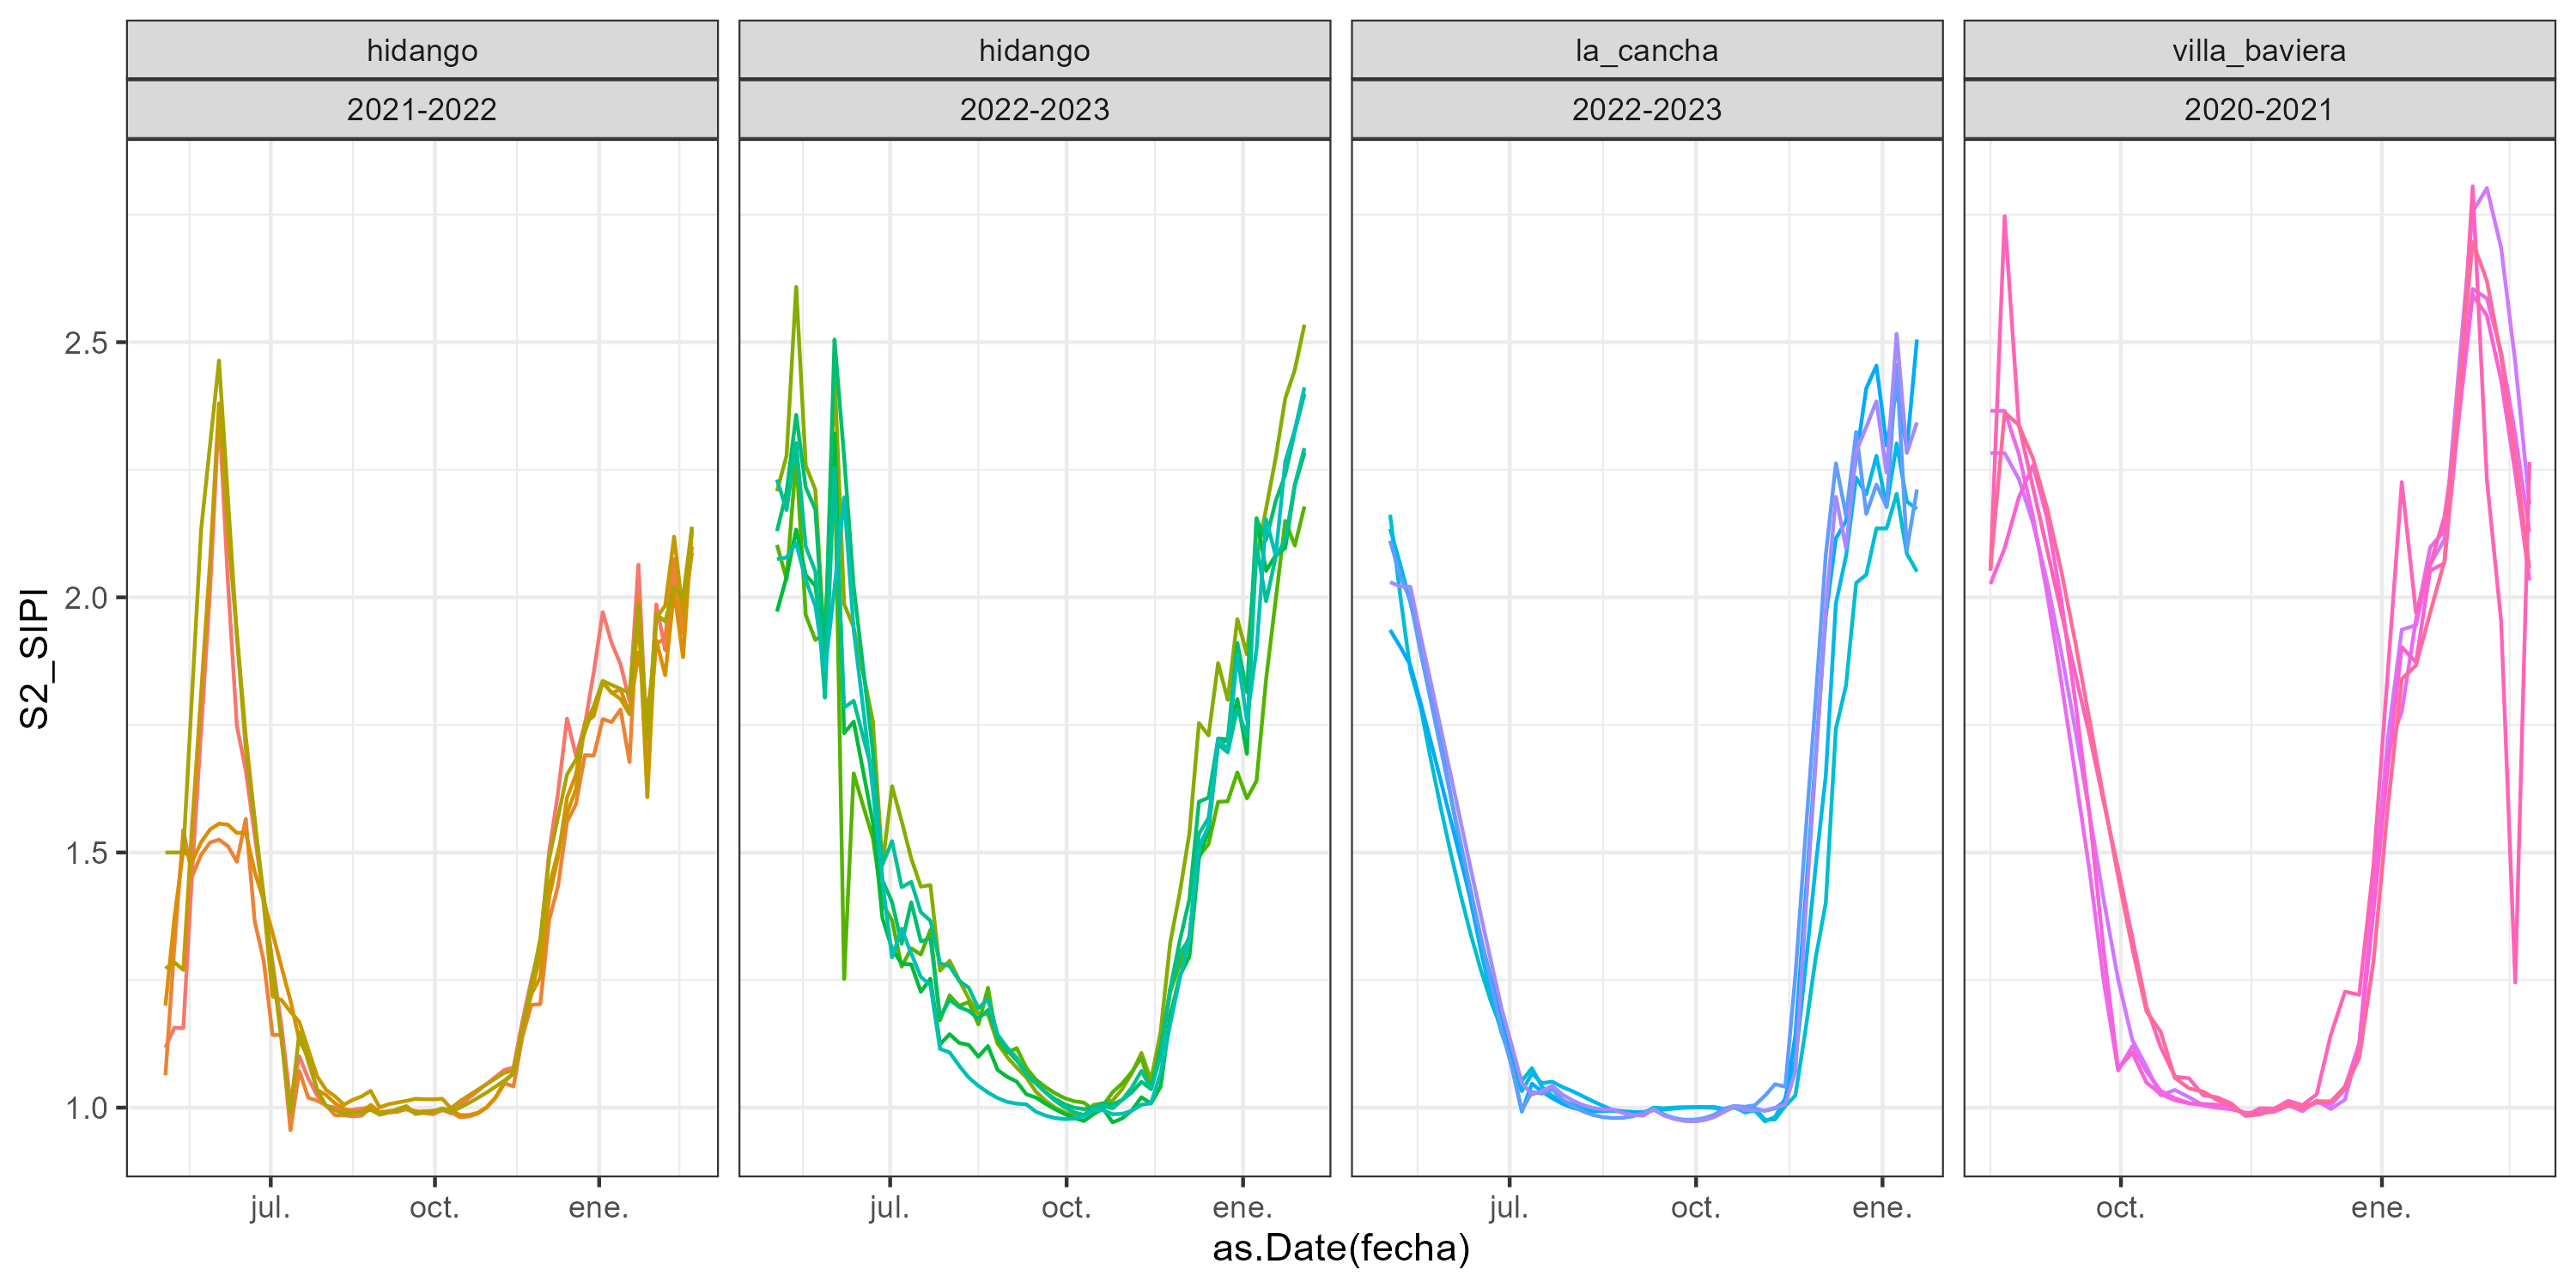 hidango
hidango
la_cancha
villa_baviera
2021-2022
2022-2023
2022-2023
2020-2021
S2_SIPI
2.5
2.0
1.5
1.0
jul. oct. ene.
jul. oct. ene.
jul. oct. ene.
oct. ene.
as.Date(fecha)